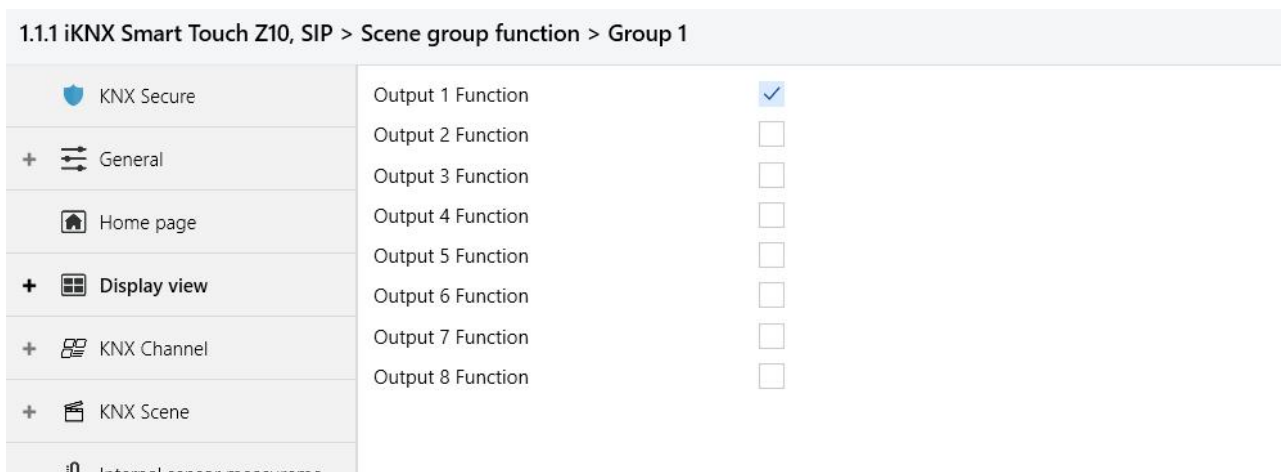 1.1.1 iKNX Smart Touch Z10, SIP > Scene group function > Group 1
KNX Secure
+ General
Home page
+ Display view
+ KNX Channel
+ KNX Scene
Output 1 Function
Output 2 Function
Output 3 Function
Output 4 Function
Output 5 Function
Output 6 Function
Output 7 Function
Output 8 Function